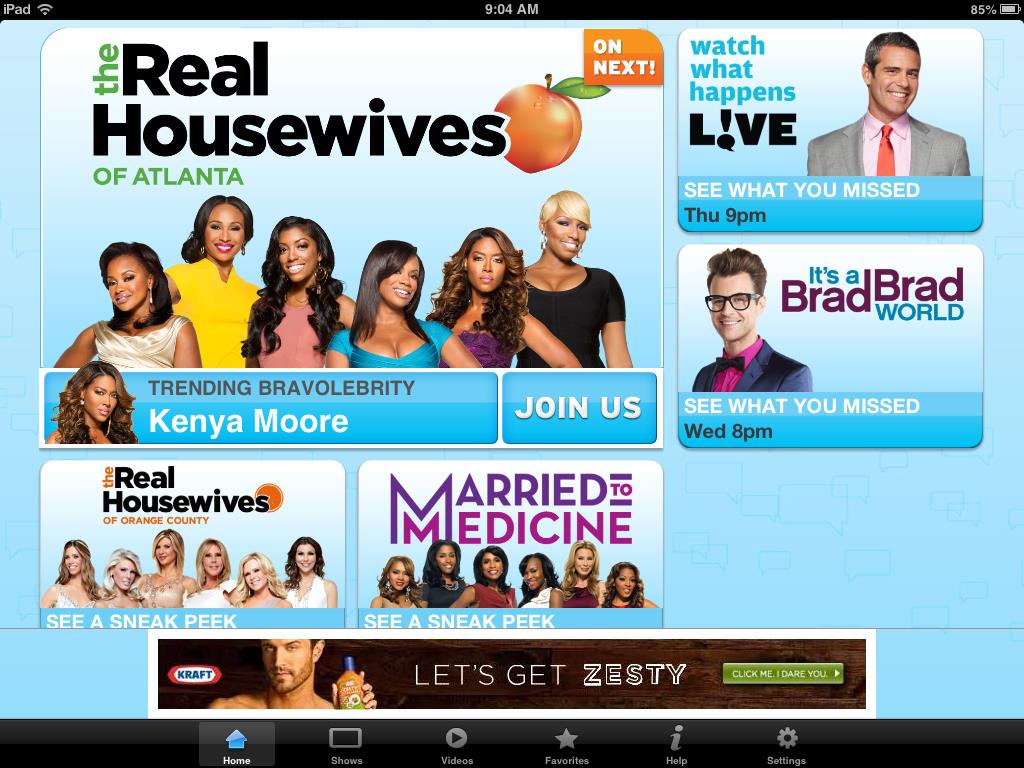 iPad
9:04 AM
85%
the Real
Housewives
OF ATLANTA
ON
NEXT!
TRENDING BRAVOLEBRITY
Kenya Moore
JOIN US
watch
what
happens
L!VE
SEE WHAT YOU MISSED
Thu 9pm
It's a
Brad Brad
WORLD
SEE WHAT YOU MISSED
Wed 8pm
the Real
Housewives
OF ORANGE COUNTY
SEE A SNEAK PEEK
MARRIED TO
MEDICINE
SEE A SNEAK PEEK
KRAFT
LET'S GET ZESTY
CLICK ME. I DARE YOU.
Home
Shows
Videos
Favorites
Help
Settings